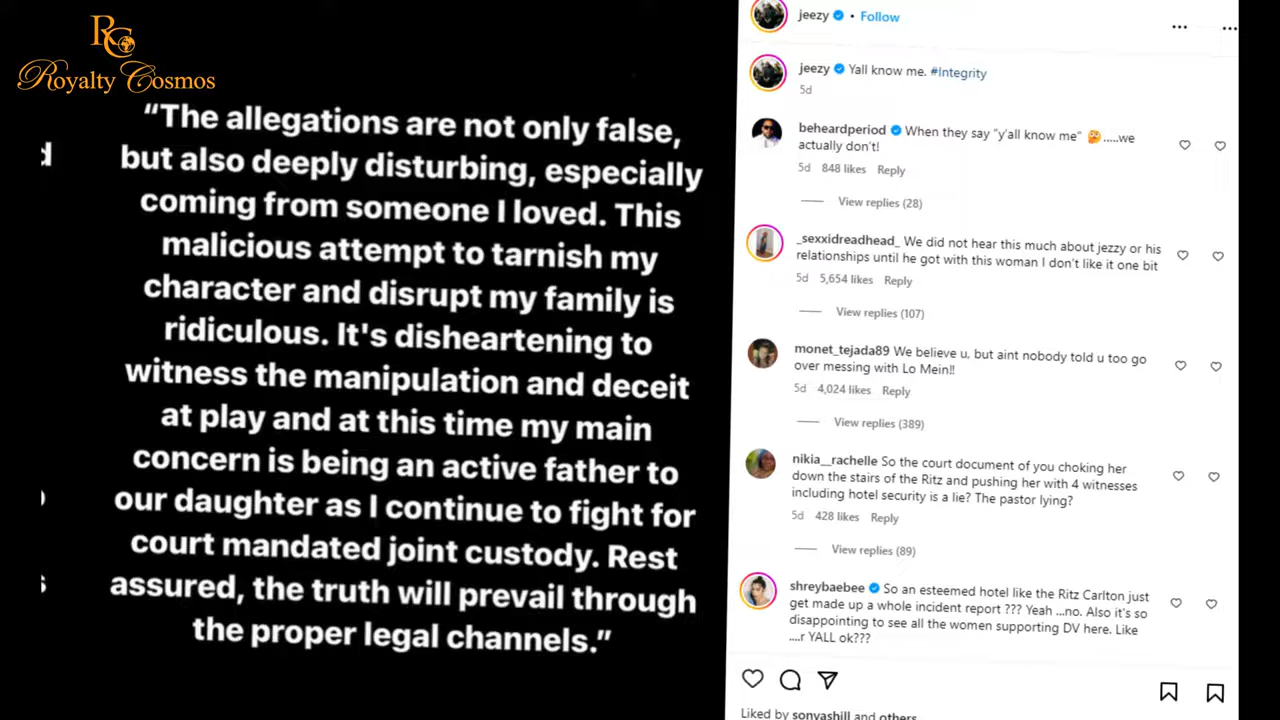 RC
Royalty Cosmos
d
s
“The allegations are not only false,
but also deeply disturbing, especially
coming from someone I loved. This
malicious attempt to tarnish my
character and disrupt my family is
ridiculous. It's disheartening to
witness the manipulation and deceit
at play and at this time my main
concern is being an active father to
our daughter as I continue to fight for
court mandated joint custody. Rest
assured, the truth will prevail through
the proper legal channels.”
jeezy • Follow
jeezy Yall know me. #Integrity
5d
beheardperiod When they say "y'all know me" .....we
actually don't!
5d 848 likes Reply
View replies (28)
_sexxidreadhead_ We did not hear this much about jezzy or his
relationships until he got with this woman I don't like it one bit
5d 5,654 likes Reply
View replies (107)
monet_tejada89 We believe u, but aint nobody told u too go
over messing with Lo Mein!!
5d 4,024 likes Reply
View replies (389)
nikia__rachelle So the court document of you choking her
down the stairs of the Ritz and pushing her with 4 witnesses
including hotel security is a lie? The pastor lying?
5d 428 likes Reply
View replies (89)
shreybaebee So an esteemed hotel like the Ritz Carlton just
get made up a whole incident report ??? Yeah ...no. Also it's so
disappointing to see all the women supporting DV here. Like
....r YALL ok???
Liked by sonyashill and others